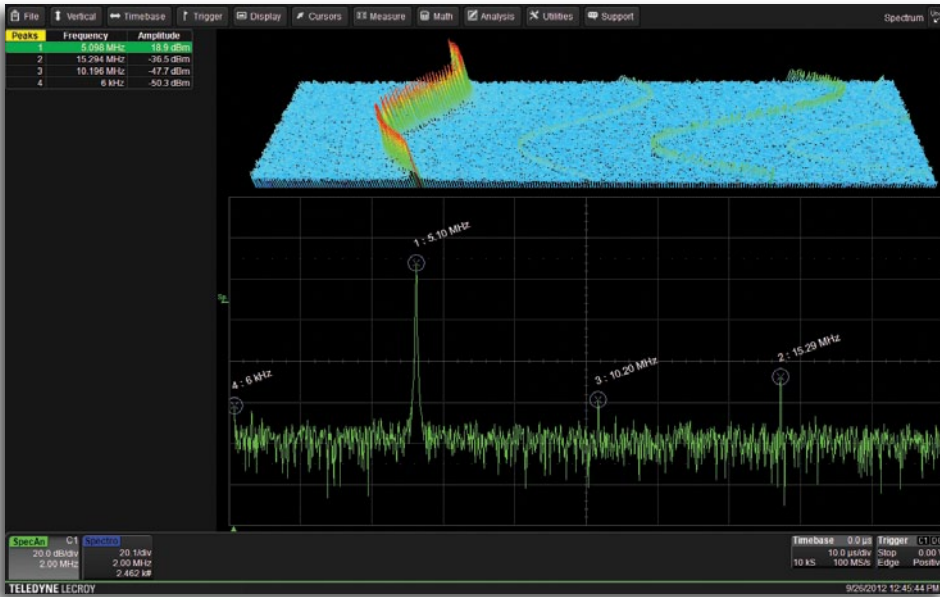 File Vertical Timebase Trigger Display Cursors Measure Math Analysis Utilities Support Spectrum
Peaks Frequency Amplitude
1 5.098 MHz 18.9 dBm
2 15.294 MHz -36.5 dBm
3 10.196 MHz -47.7 dBm
4 6 kHz -50.3 dBm
1 : 5.10 MHz
2 : 15.29 MHz
3 : 10.20 MHz
4 : 6 kHz
SpecAn C1
20.0 dB/div
2.00 MHz
Spectro
20.1/div
2.00 MHz
2.462 k#
Timebase 0.0 µs
10.0 µs/div
10 kS 100 MS/s
Trigger C1
Stop 0.00
Edge Positiv
TELEDYNE LECROY
9/26/2012 12:45:44 PM